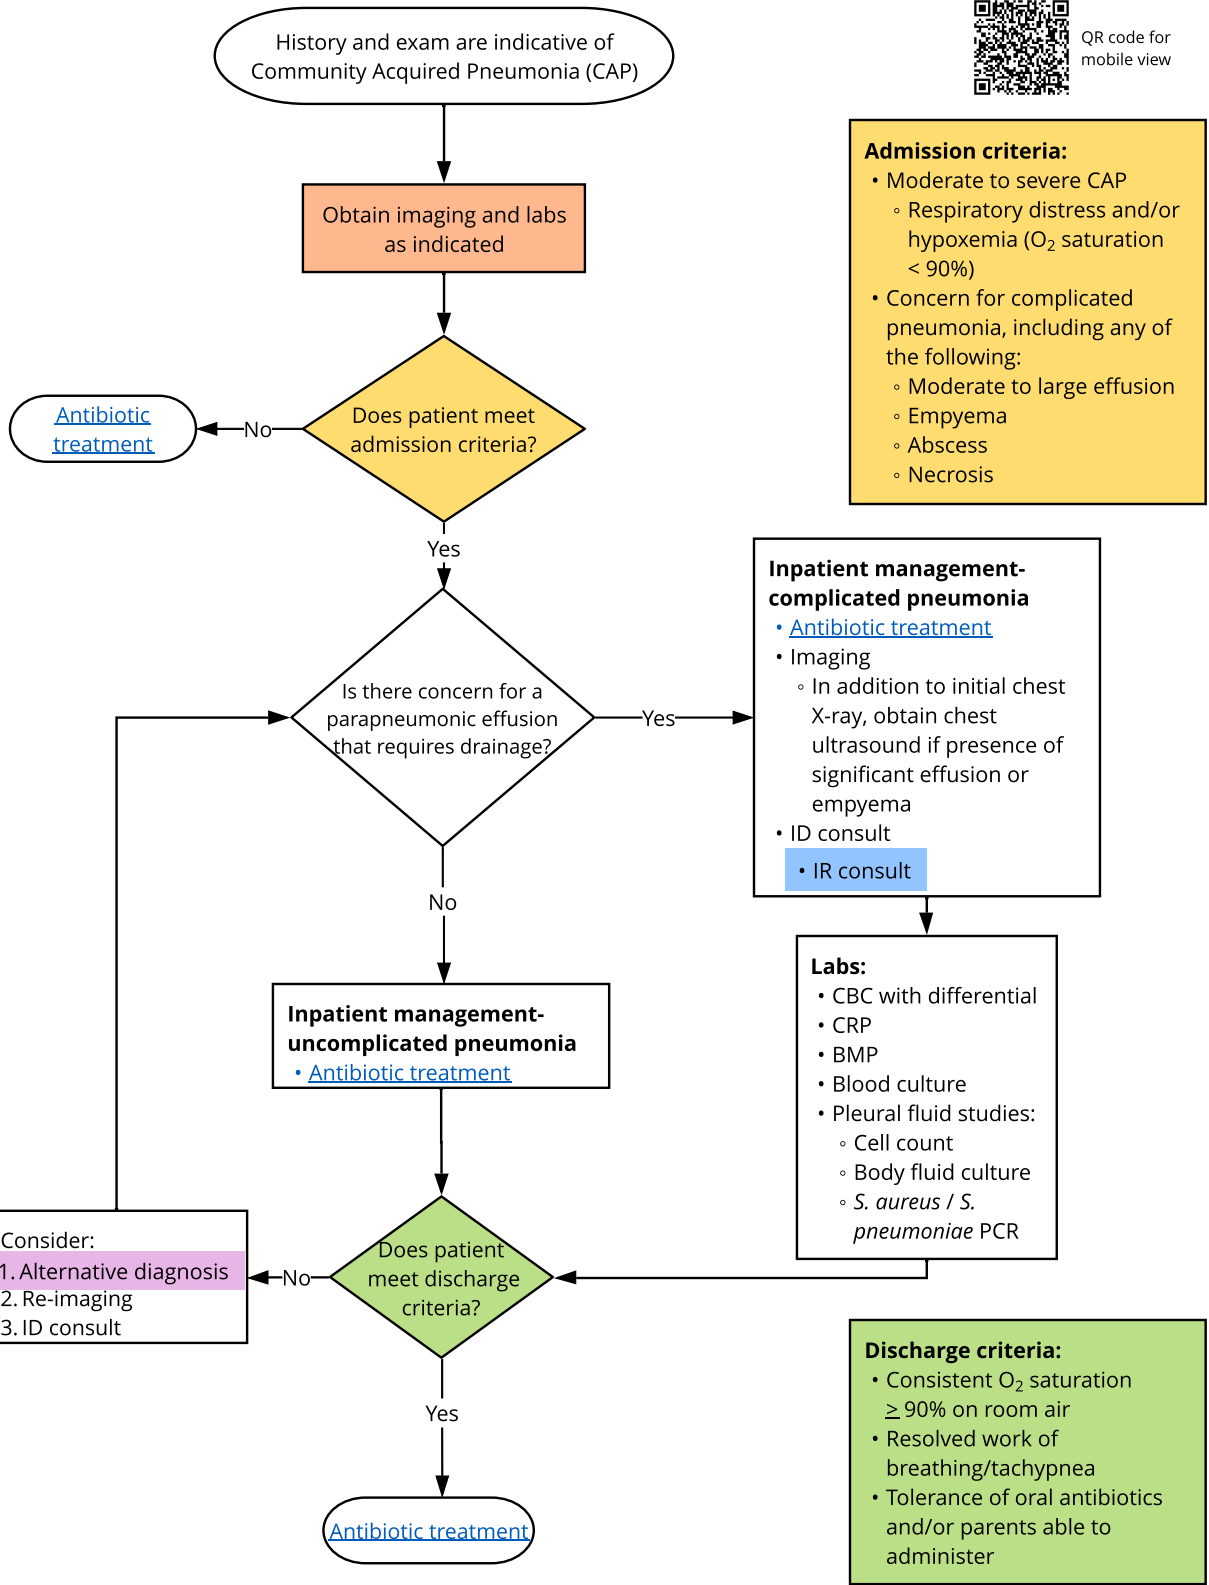 History and exam are indicative of
Community Acquired Pneumonia (CAP)
QR code for
mobile view
Obtain imaging and labs
as indicated
Admission criteria:
• Moderate to severe CAP
◦ Respiratory distress and/or
hypoxemia (O₂ saturation
< 90%)
• Concern for complicated
pneumonia, including any of
the following:
◦ Moderate to large effusion
◦ Empyema
◦ Abscess
◦ Necrosis
Does patient meet
admission criteria?
No
Antibiotic
treatment
Yes
Is there concern for a
parapneumonic effusion
that requires drainage?
Yes
Inpatient management-
complicated pneumonia
• Antibiotic treatment
• Imaging
◦ In addition to initial chest
X-ray, obtain chest
ultrasound if presence of
significant effusion or
empyema
• ID consult
• IR consult
No
Inpatient management-
uncomplicated pneumonia
• Antibiotic treatment
Labs:
• CBC with differential
• CRP
• BMP
• Blood culture
• Pleural fluid studies:
◦ Cell count
◦ Body fluid culture
◦ S. aureus / S.
pneumoniae PCR
Does patient
meet discharge
criteria?
No
Consider:
1. Alternative diagnosis
2. Re-imaging
3. ID consult
Yes
Antibiotic treatment
Discharge criteria:
• Consistent O₂ saturation
≥ 90% on room air
• Resolved work of
breathing/tachypnea
• Tolerance of oral antibiotics
and/or parents able to
administer